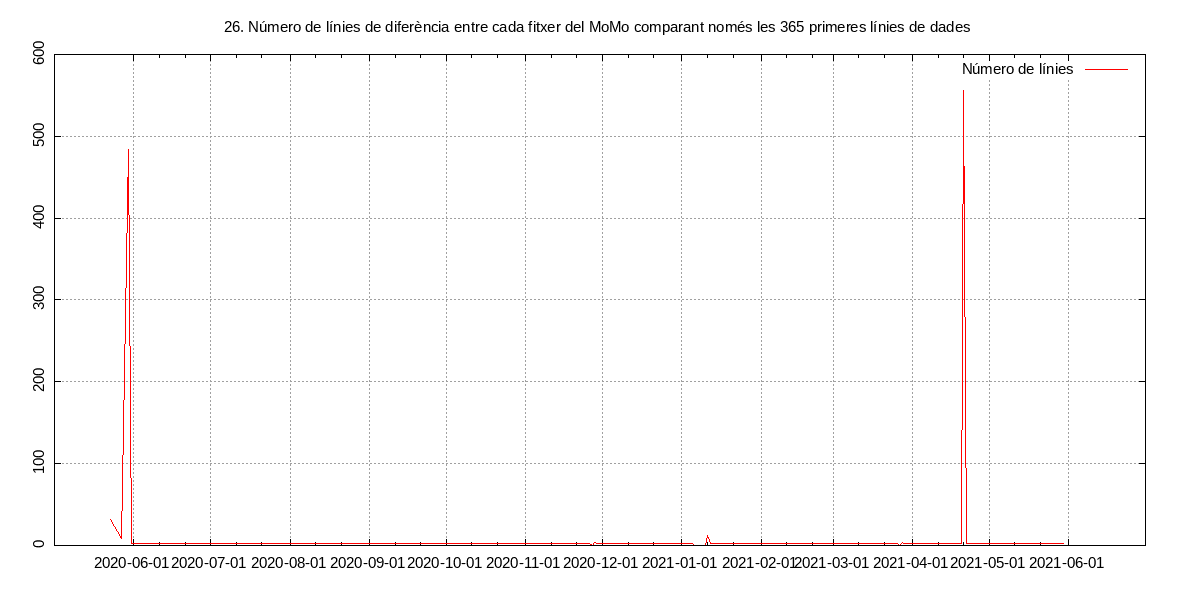 26. Número de línies de diferència entre cada fitxer del MoMo comparant només les 365 primeres línies de dades
Número de línies
600
500
400
300
200
100
0
2020-06-01 2020-07-01 2020-08-01 2020-09-01 2020-10-01 2020-11-01 2020-12-01 2021-01-01 2021-02-01 2021-03-01 2021-04-01 2021-05-01 2021-06-01